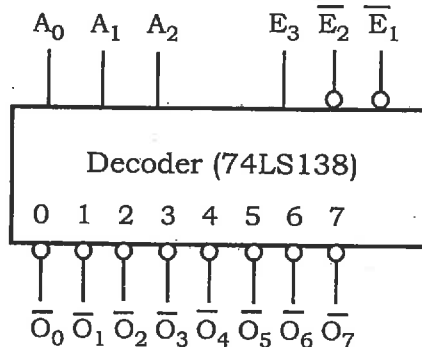 A₀ A₁ A₂ E₃ E̅₂ E̅₁
Decoder (74LS138)
0 1 2 3 4 5 6 7
O̅₀ O̅₁ O̅₂ O̅₃ O̅₄ O̅₅ O̅₆ O̅₇